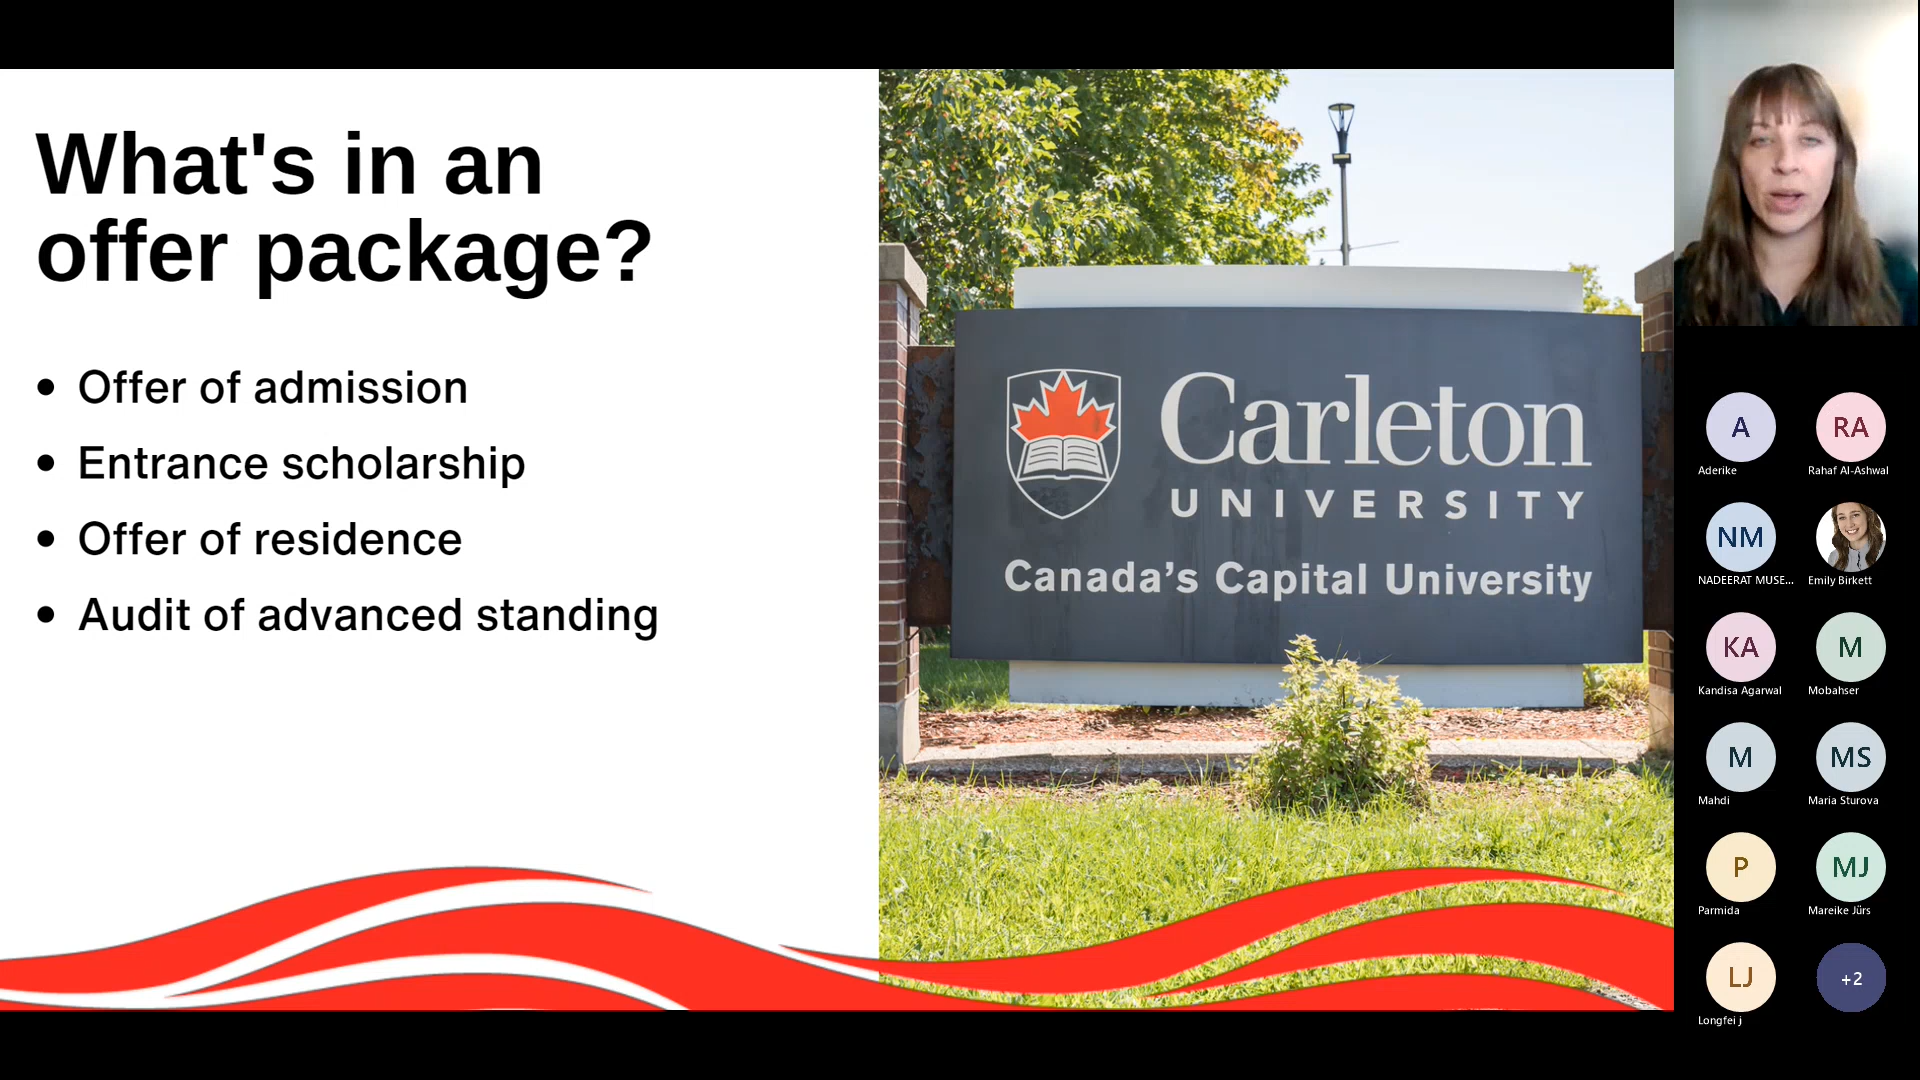 What's in an
offer package?
• Offer of admission
• Entrance scholarship
• Offer of residence
• Audit of advanced standing
Carleton
UNIVERSITY
Canada’s Capital University
A
Aderike
RA
Rahaf Al-Ashwal
NM
NADEERAT MUSE...
Emily Birkett
KA
Kandisa Agarwal
M
Mobahser
M
Mahdi
MS
Maria Sturova
P
Parmida
MJ
Mareike Jürs
LJ
Longfei j
+2